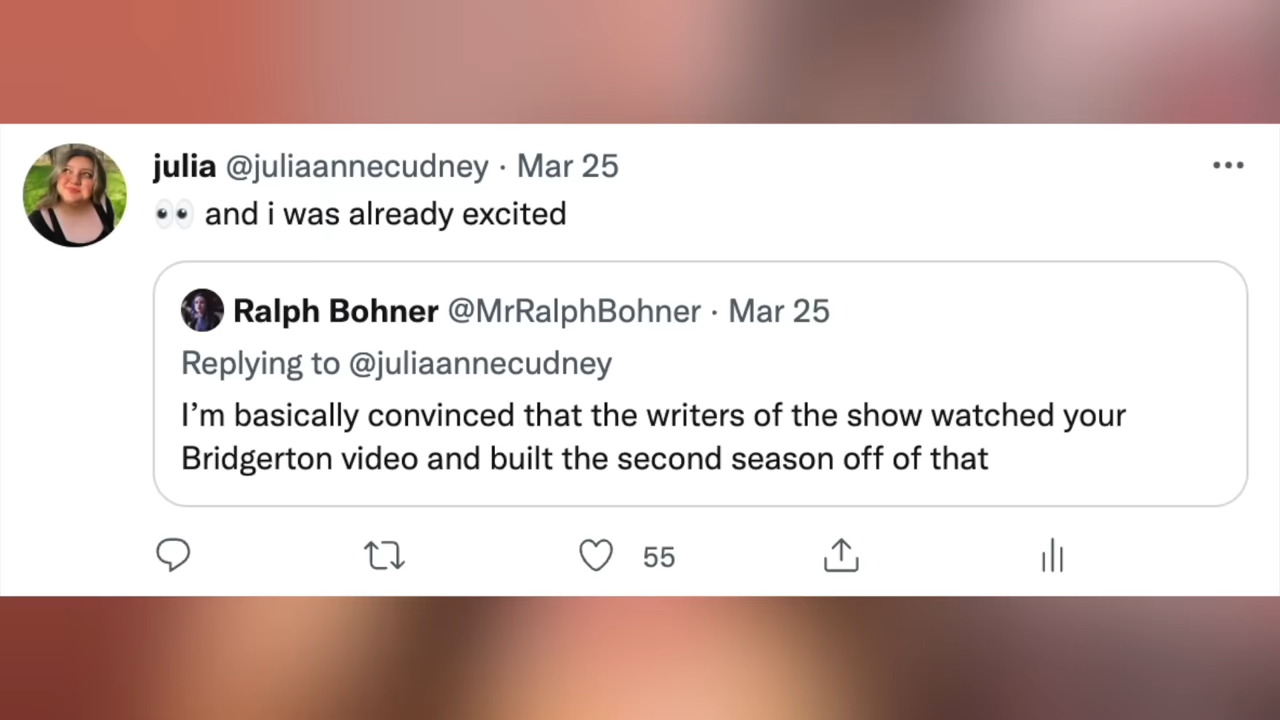 julia @juliaannecudney · Mar 25
👀 and i was already excited
Ralph Bohner @MrRalphBohner · Mar 25
Replying to @juliaannecudney
I’m basically convinced that the writers of the show watched your
Bridgerton video and built the second season off of that
55